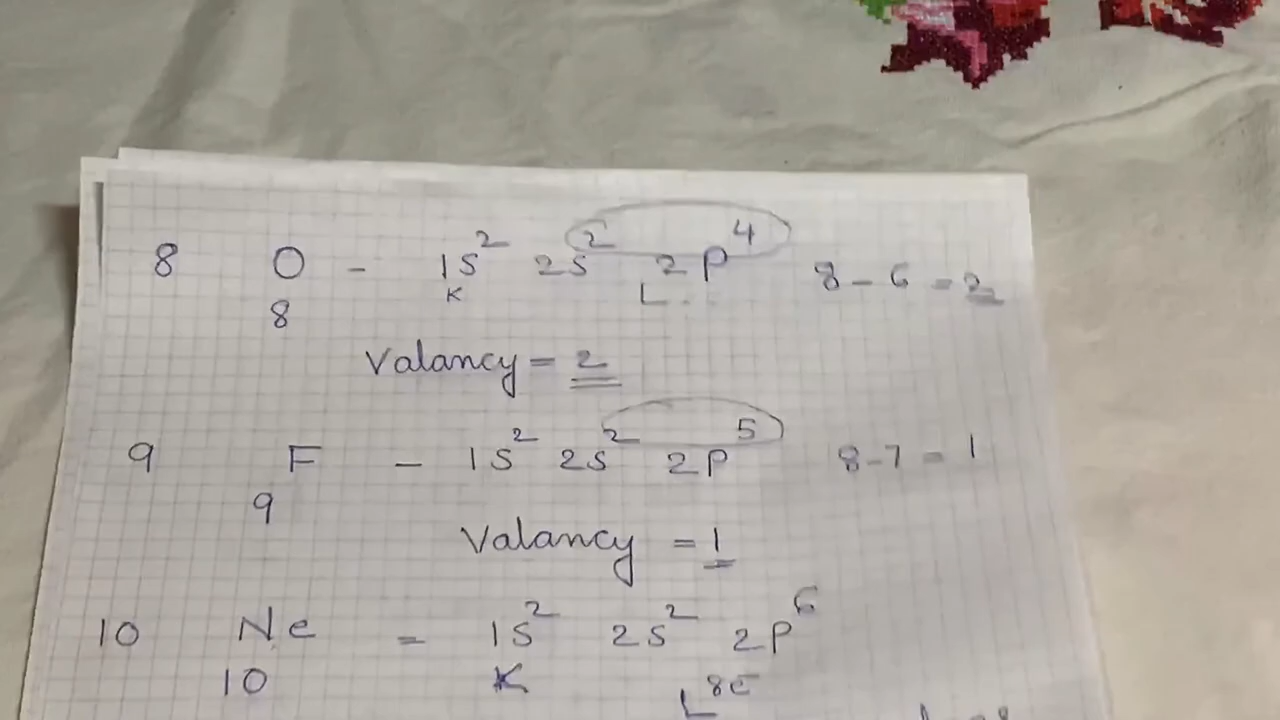 8 O - 1S² 2S² 2P⁴ 8 - 6 = 2
K L
8
Valancy = 2
9 F - 1S² 2S² 2P⁵ 8-7 = 1
9
Valancy = 1
10 Ne = 1S² 2S² 2P⁶
10 K L 8e⁻